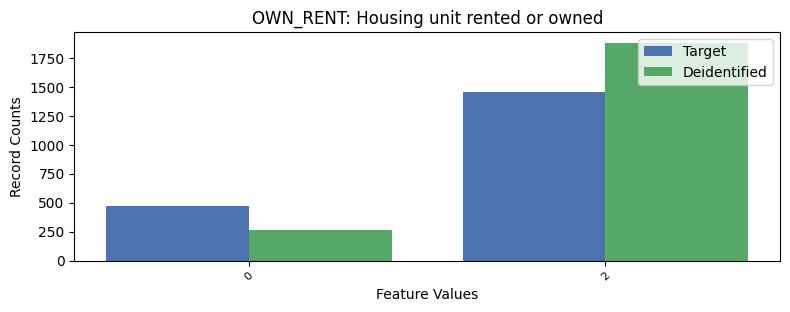 OWN_RENT: Housing unit rented or owned
Target
Deidentified
Record Counts
1750
1500
1250
1000
750
500
250
0
0
2
Feature Values